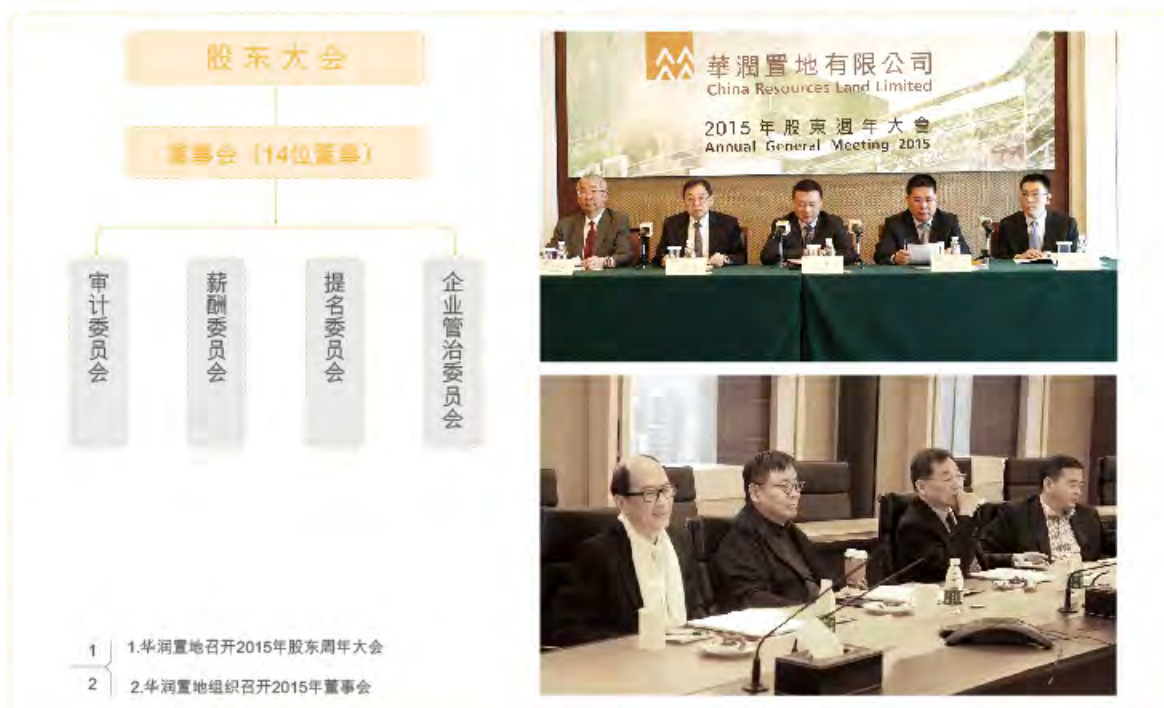 股东大会
董事会（14位董事）
审计委员会
薪酬委员会
提名委员会
企业管治委员会
華潤置地有限公司
China Resources Land Limited
2015年股東週年大會
Annual General Meeting 2015
1 1.华润置地召开2015年股东周年大会
2 2.华润置地组织召开2015年董事会